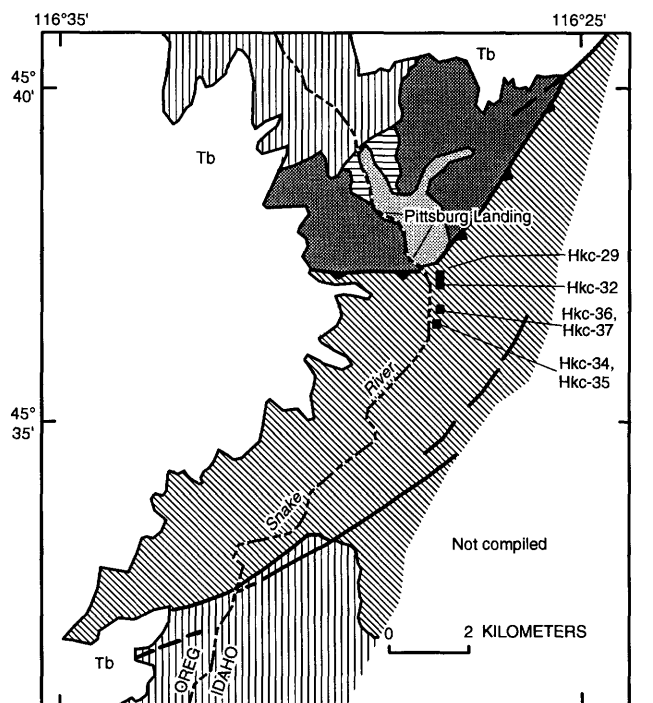 116°35' 116°25'
45°
40'
Tb
Tb
Pittsburg Landing
Hkc-29
Hkc-32
Hkc-36,
Hkc-37
Hkc-34,
Hkc-35
River
45°
35'
Snake
Not compiled
0 2 KILOMETERS
Tb
OREG
IDAHO